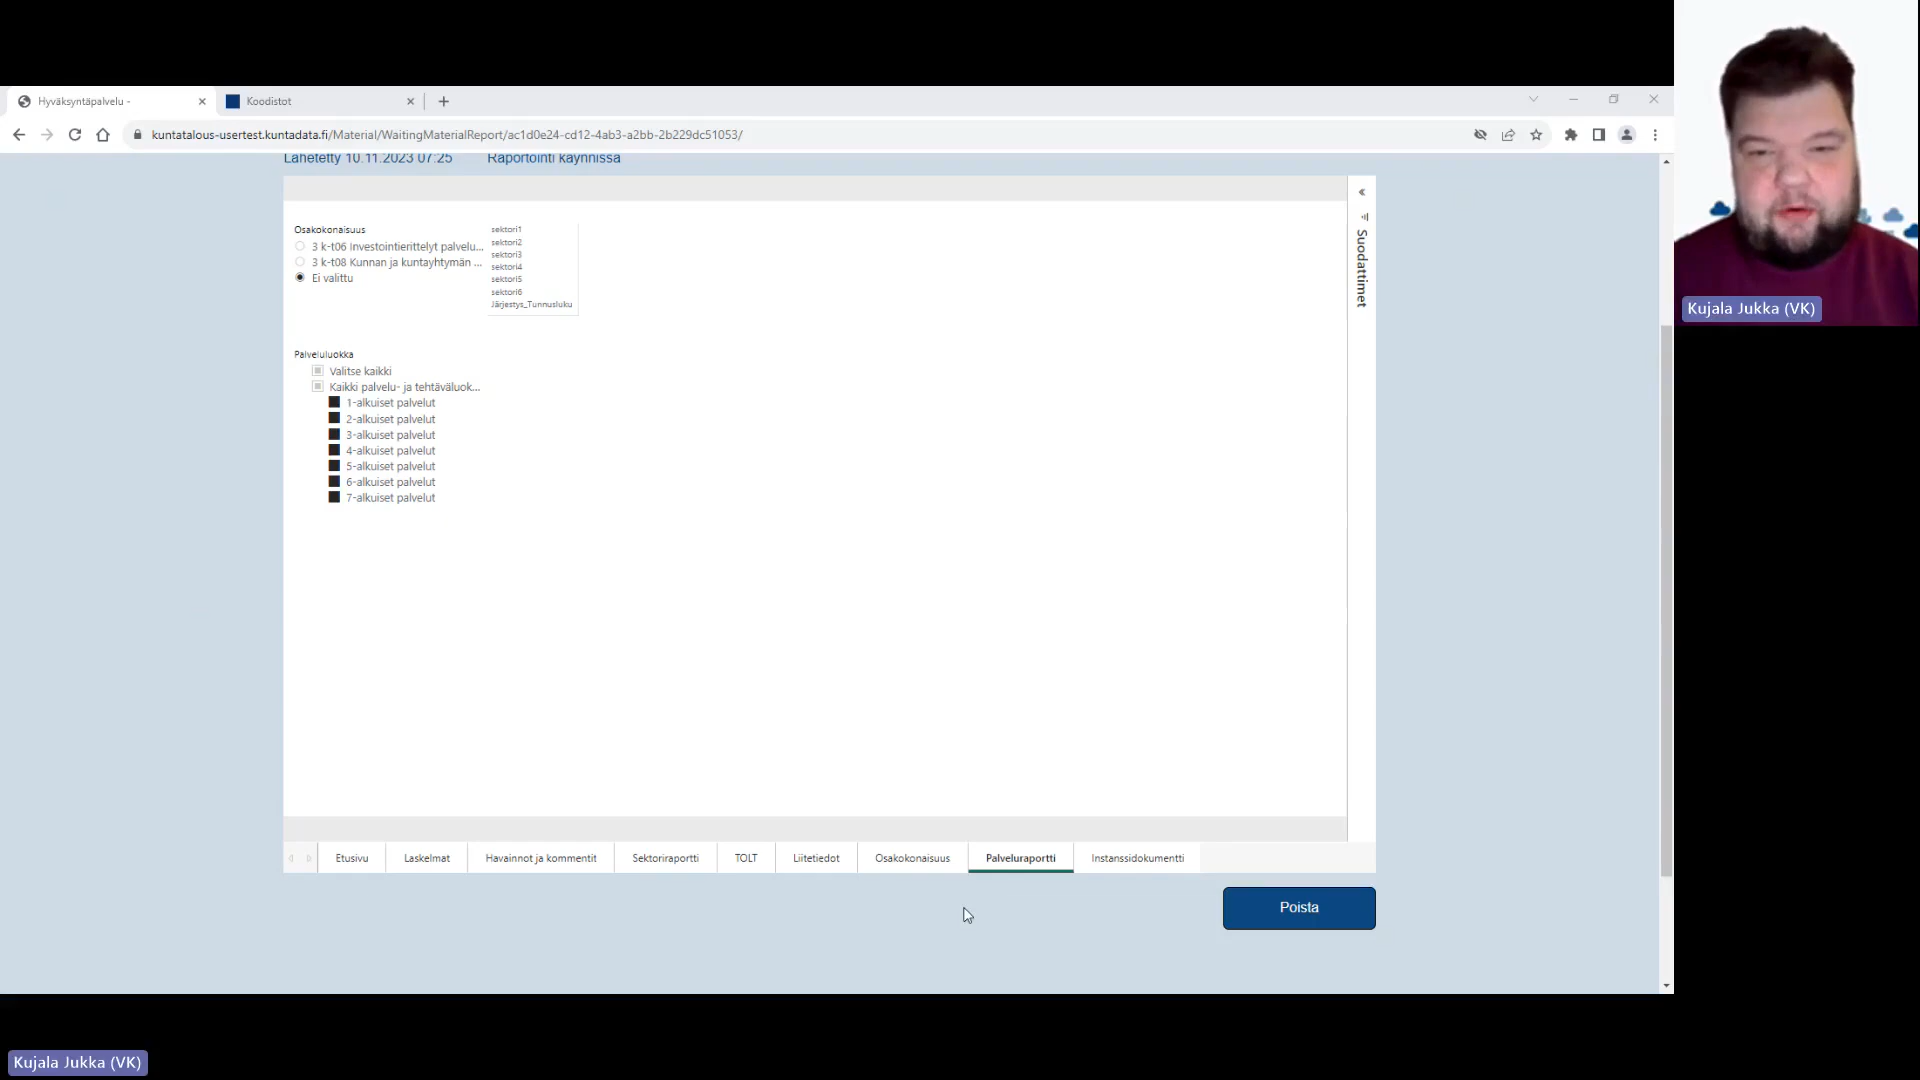 Hyväksyntäpalvelu -
Koodistot
kuntatalous-usertest.kuntadata.fi/Material/WaitingMaterialReport/ac1d0e24-cd12-4ab3-a2bb-2b229dc51053/
Lähetetty 10.11.2023 07:25
Raportointi käynnissä
Osakokonaisuus
3 k-t06 Investointierittelyt palvelu...
3 k-t08 Kunnan ja kuntayhtymän ...
Ei valittu
sektori1
sektori2
sektori3
sektori4
sektori5
sektori6
Järjestys_Tunnusluku
Palveluluokka
Valitse kaikki
Kaikki palvelu- ja tehtäväluok...
1-alkuiset palvelut
2-alkuiset palvelut
3-alkuiset palvelut
4-alkuiset palvelut
5-alkuiset palvelut
6-alkuiset palvelut
7-alkuiset palvelut
Suodattimet
Etusivu
Laskelmat
Havainnot ja kommentit
Sektoriraportti
TOLT
Liitetiedot
Osakokonaisuus
Palveluraportti
Instanssidokumentti
Poista
Kujala Jukka (VK)
Kujala Jukka (VK)